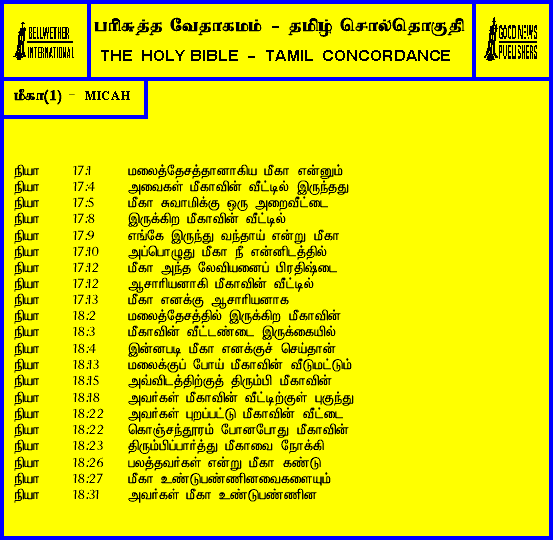 BELLWETHER
INTERNATIONAL
பரிசுத்த வேதாகமம் - தமிழ் சொல்தொகுதி
THE HOLY BIBLE - TAMIL CONCORDANCE
GOOD NEWS
PUBLISHERS
மீகா(1) - MICAH
நியா 17:1 மலைத்தேசத்தானாகிய மீகா என்னும்
நியா 17:4 அவைகள் மீகாவின் வீட்டில் இருந்தது
நியா 17:5 மீகா சுவாமிக்கு ஒரு அறைவீட்டை
நியா 17:8 இருக்கிற மீகாவின் வீட்டில்
நியா 17:9 எங்கே இருந்து வந்தாய் என்று மீகா
நியா 17:10 அப்பொழுது மீகா நீ என்னிடத்தில்
நியா 17:12 மீகா அந்த லேவியனைப் பிரதிஷ்டை
நியா 17:12 ஆசாரியனாகி மீகாவின் வீட்டில்
நியா 17:13 மீகா எனக்கு ஆசாரியனாக
நியா 18:2 மலைத்தேசத்தில் இருக்கிற மீகாவின்
நியா 18:3 மீகாவின் வீட்டண்டை இருக்கையில்
நியா 18:4 இன்னபடி மீகா எனக்குச் செய்தான்
நியா 18:13 மலைக்குப் போய் மீகாவின் வீடுமட்டும்
நியா 18:15 அவ்விடத்திற்குத் திரும்பி மீகாவின்
நியா 18:18 அவர்கள் மீகாவின் வீட்டிற்குள் புகுந்து
நியா 18:22 அவர்கள் புறப்பட்டு மீகாவின் வீட்டை
நியா 18:22 கொஞ்சந்தூரம் போனபோது மீகாவின்
நியா 18:23 திரும்பிப்பார்த்து மீகாவை நோக்கி
நியா 18:26 பலத்தவர்கள் என்று மீகா கண்டு
நியா 18:27 மீகா உண்டுபண்ணினவைகளையும்
நியா 18:31 அவர்கள் மீகா உண்டுபண்ணின